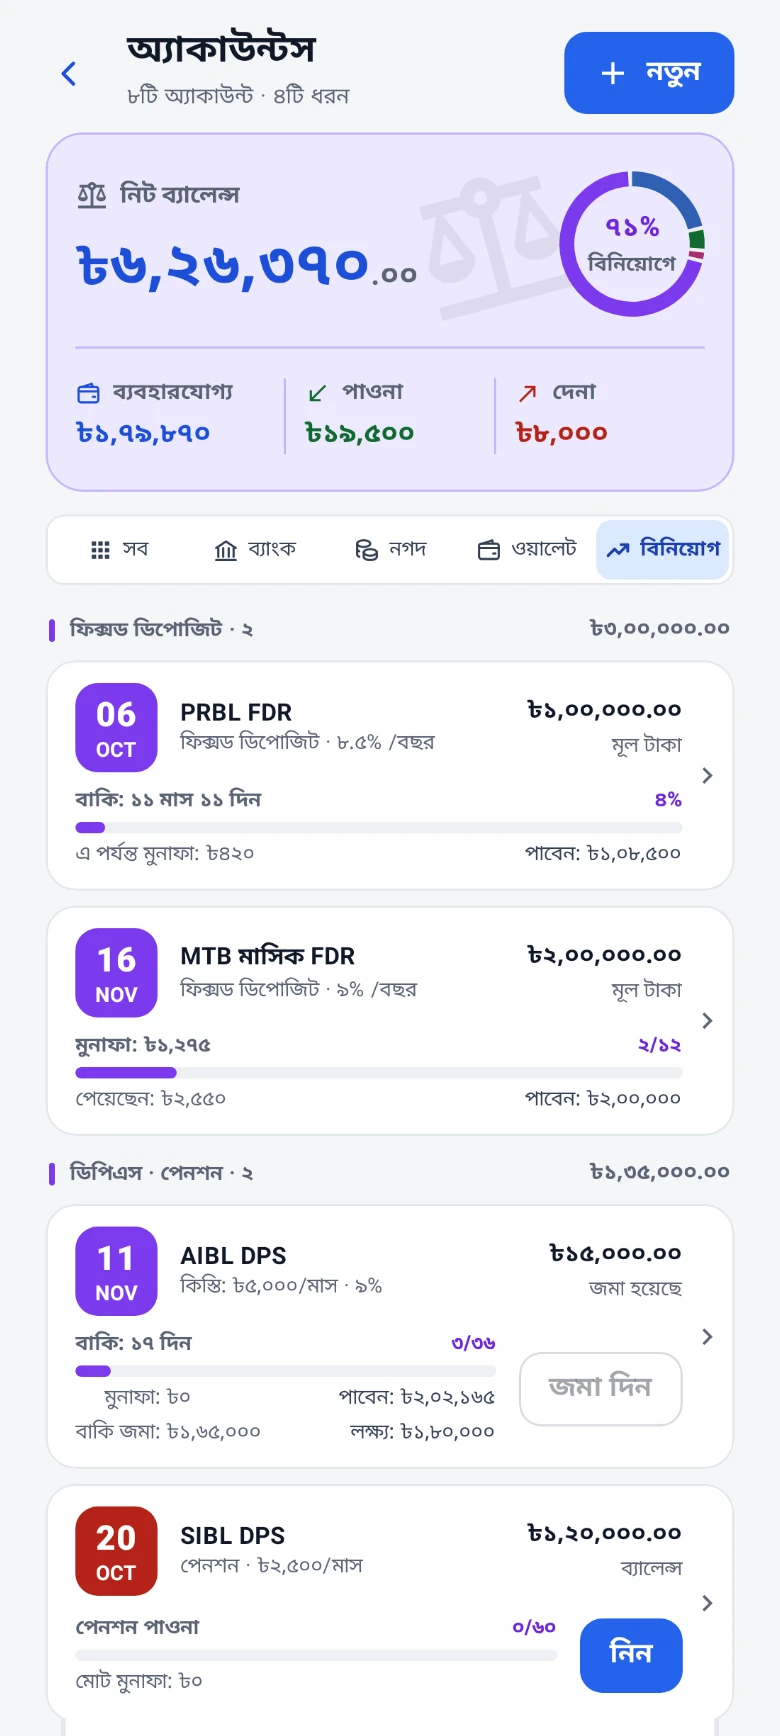 অ্যাকাউন্টস
৮টি অ্যাকাউন্ট · ৪টি ধরন
+ নতুন
নিট ব্যালেন্স
৳৬,২৬,৩৭০.০০
৭১%
বিনিয়োগে
ব্যবহারযোগ্য
৳১,৭৯,৮৭০
পাওনা
৳১৯,৫০০
দেনা
৳৮,০০০
সব ব্যাংক নগদ ওয়ালেট বিনিয়োগ
ফিক্সড ডিপোজিট · ২ ৳৩,০০,০০০.০০
06
OCT
PRBL FDR
ফিক্সড ডিপোজিট · ৮.৫% /বছর
৳১,০০,০০০.০০
মূল টাকা
বাকি: ১১ মাস ১১ দিন ৪%
এ পর্যন্ত মুনাফা: ৳৪২০ পাবেন: ৳১,০৮,৫০০
16
NOV
MTB মাসিক FDR
ফিক্সড ডিপোজিট · ৯% /বছর
৳২,০০,০০০.০০
মূল টাকা
মুনাফা: ৳১,২৭৫ ২/১২
পেয়েছেন: ৳২,৫৫০ পাবেন: ৳২,০০,০০০
ডিপিএস · পেনশন · ২ ৳১,৩৫,০০০.০০
11
NOV
AIBL DPS
কিস্তি: ৳৫,০০০/মাস · ৯%
৳১৫,০০০.০০
জমা হয়েছে
বাকি: ১৭ দিন ৩/৩৬
মুনাফা: ৳০ পাবেন: ৳২,০২,১৬৫
বাকি জমা: ৳১,৬৫,০০০ লক্ষ্য: ৳১,৮০,০০০
জমা দিন
20
OCT
SIBL DPS
পেনশন · ৳২,৫০০/মাস
৳১,২০,০০০.০০
ব্যালেন্স
পেনশন পাওনা ০/৬০
মোট মুনাফা: ৳০
নিন